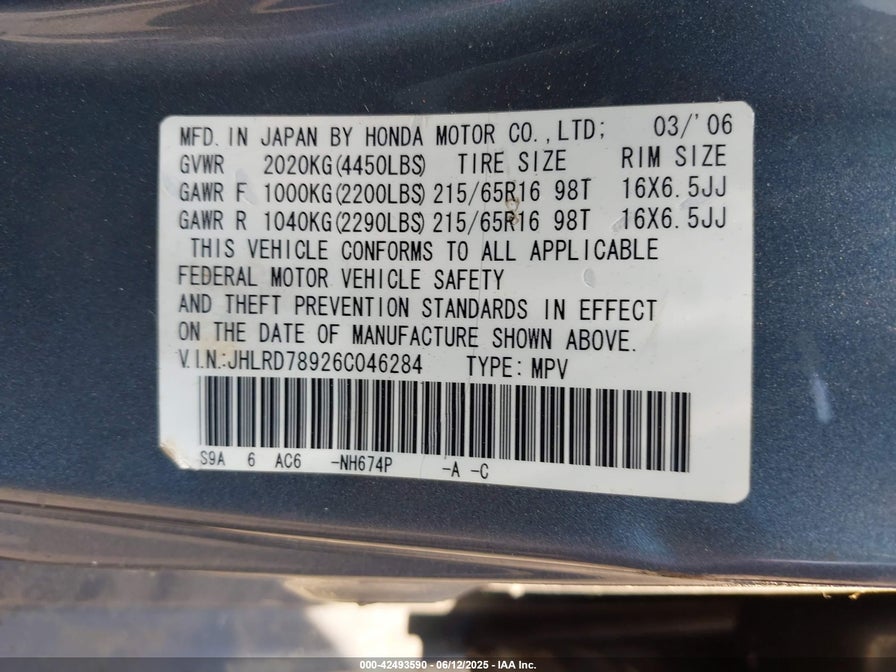 MFD. IN JAPAN BY HONDA MOTOR CO., LTD; 03/'06
GVWR 2020KG(4450LBS) TIRE SIZE RIM SIZE
GAWR F 1000KG(2200LBS) 215/65R16 98T 16X6.5JJ
GAWR R 1040KG(2290LBS) 215/65R16 98T 16X6.5JJ
THIS VEHICLE CONFORMS TO ALL APPLICABLE
FEDERAL MOTOR VEHICLE SAFETY
AND THEFT PREVENTION STANDARDS IN EFFECT
ON THE DATE OF MANUFACTURE SHOWN ABOVE.
V.I.N.:JHLRD78926C046284 TYPE: MPV
S9A 6 AC6 -NH674P -A -C
000-42493590 - 06/12/2025 - IAA Inc.